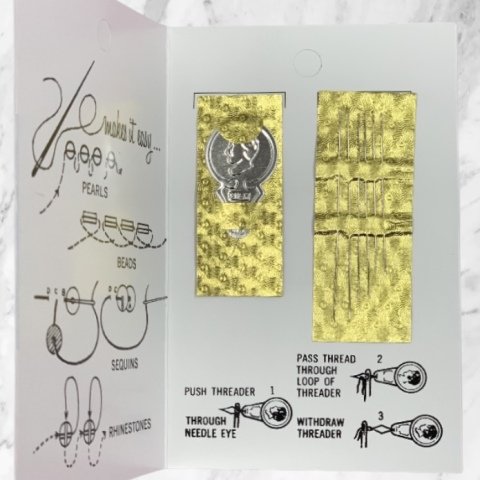 makes it easy...
PEARLS
BEADS
SEQUINS
RHINESTONES
PUSH THREADER 1
THROUGH
NEEDLE EYE
PASS THREAD 2
THROUGH
LOOP OF
THREADER
WITHDRAW 3
THREADER